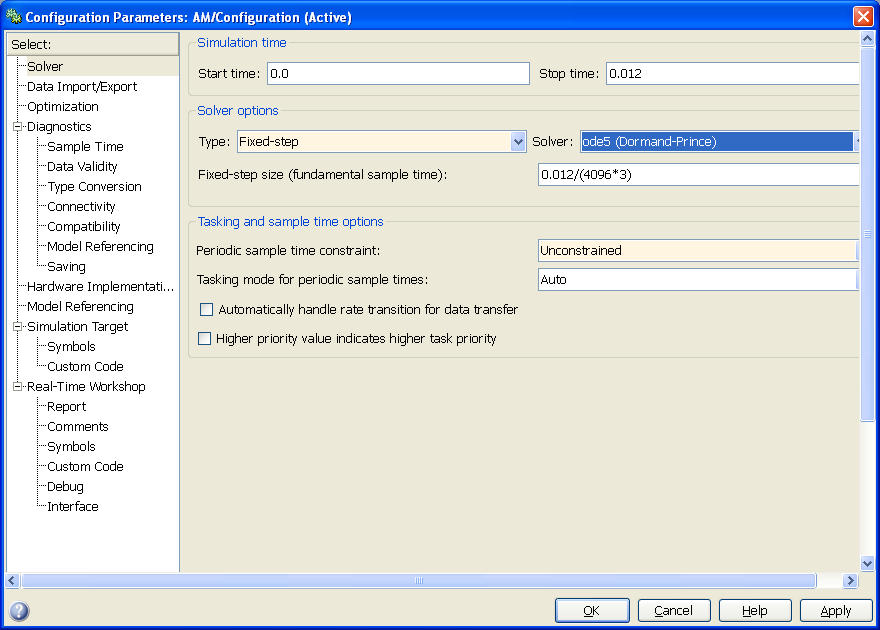 Configuration Parameters: AM/Configuration (Active)
Select:
Solver
Data Import/Export
Optimization
Diagnostics
Sample Time
Data Validity
Type Conversion
Connectivity
Compatibility
Model Referencing
Saving
Hardware Implementati...
Model Referencing
Simulation Target
Symbols
Custom Code
Real-Time Workshop
Report
Comments
Symbols
Custom Code
Debug
Interface
Simulation time
Start time: 0.0 Stop time: 0.012
Solver options
Type: Fixed-step Solver: ode5 (Dormand-Prince)
Fixed-step size (fundamental sample time): 0.012/(4096*3)
Tasking and sample time options
Periodic sample time constraint: Unconstrained
Tasking mode for periodic sample times: Auto
Automatically handle rate transition for data transfer
Higher priority value indicates higher task priority
? OK Cancel Help Apply